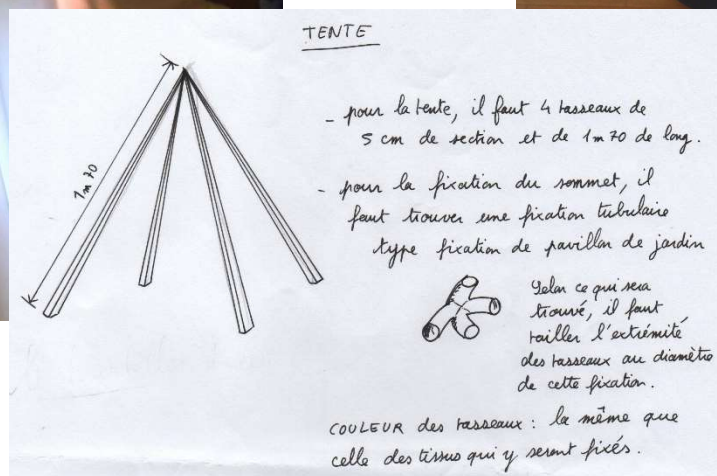 TENTE
- pour la tente, il faut 4 tasseaux de
5 cm de section et de 1m70 de long.
- pour la fixation du sommet, il
faut trouver une fixation tubulaire
type fixation de pavillon de jardin
1m70
Selon ce qui sera
trouvé, il faut
tailler l'extrémité
des tasseaux au diamètre
de cette fixation.
COULEUR des tasseaux : la même que
celle des tissus qui y seront fixés.